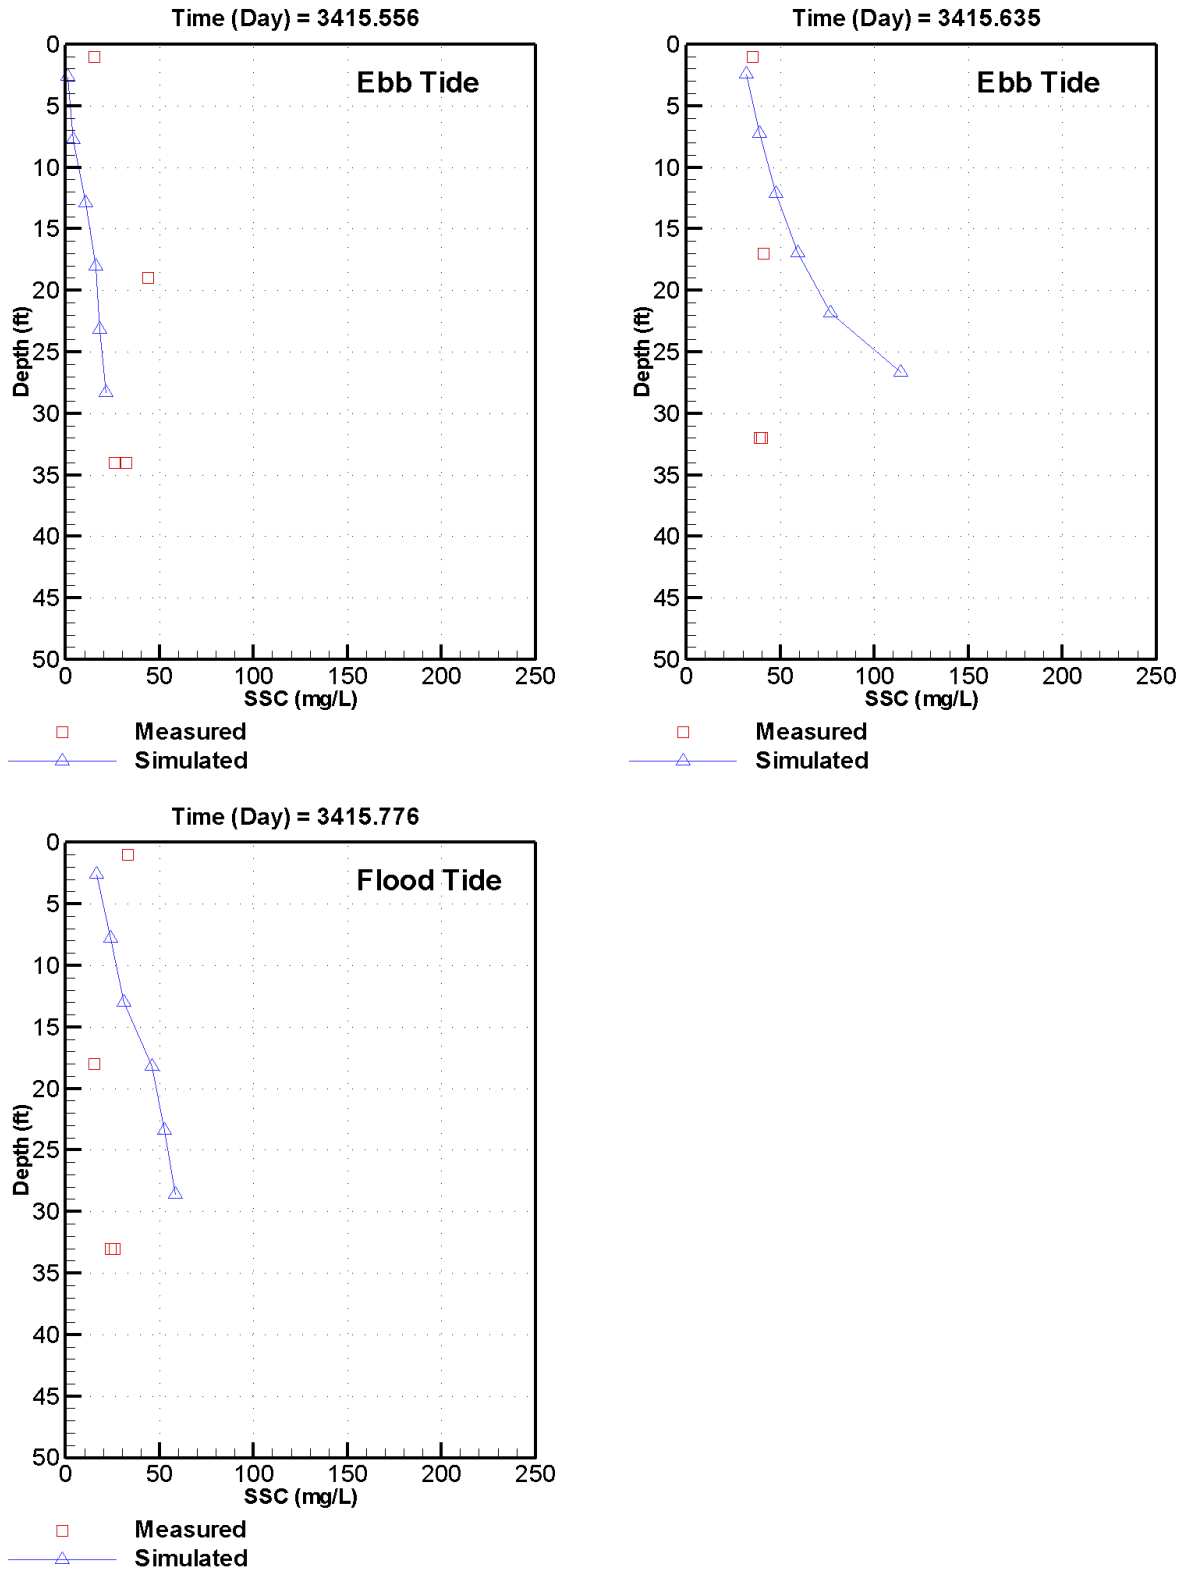 Time (Day) = 3415.556
0
5
10
15
20
25
30
35
40
45
50
Depth (ft)
Ebb Tide
0 50 100 150 200 250
SSC (mg/L)
Measured
Simulated
Time (Day) = 3415.635
0
5
10
15
20
25
30
35
40
45
50
Depth (ft)
Ebb Tide
0 50 100 150 200 250
SSC (mg/L)
Measured
Simulated
Time (Day) = 3415.776
0
5
10
15
20
25
30
35
40
45
50
Depth (ft)
Flood Tide
0 50 100 150 200 250
SSC (mg/L)
Measured
Simulated